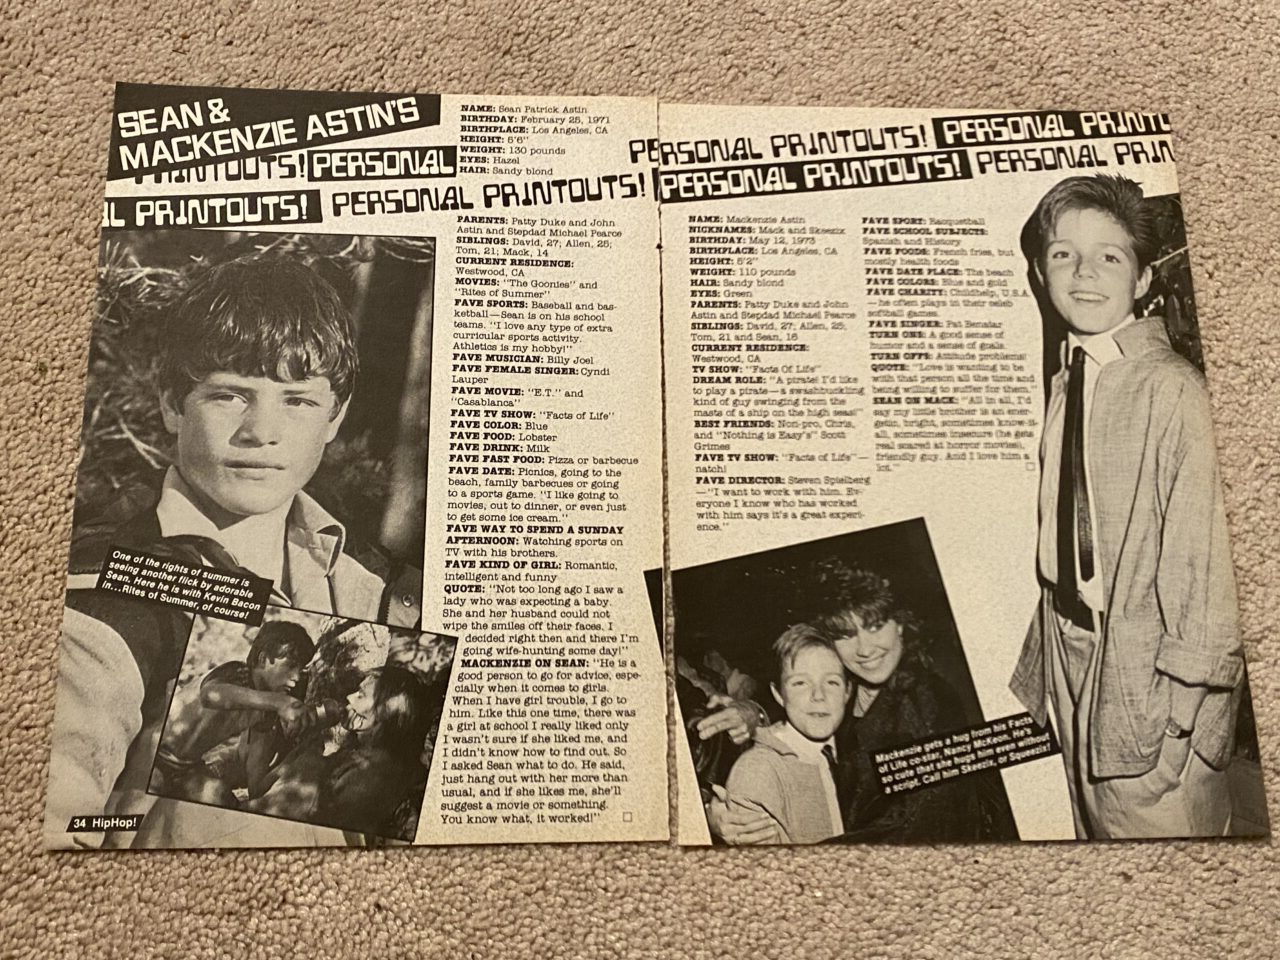 SEAN &
MACKENZIE ASTIN'S
PRINTOUTS! PERSONAL
L PRINTOUTS! PERSONAL PRINTOUTS!
NAME: Sean Patrick Astin
BIRTHDAY: February 25, 1971
BIRTHPLACE: Los Angeles, CA
HEIGHT: 5'6"
WEIGHT: 130 pounds
EYES: Hazel
HAIR: Sandy blond
PARENTS: Patty Duke and John
Astin and Stepdad Michael Pearce
SIBLINGS: David, 27; Allen, 25;
Tom, 21; Mack, 14
CURRENT RESIDENCE:
Westwood, CA
MOVIES: "The Goonies" and
"Rites of Summer"
FAVE SPORTS: Baseball and bas-
ketball—Sean is on his school
teams. "I love any type of extra
curricular sports activity.
Athletics is my hobby!"
FAVE MUSICIAN: Billy Joel
FAVE FEMALE SINGER: Cyndi
Lauper
FAVE MOVIE: "E.T." and
"Casablanca"
FAVE TV SHOW: "Facts of Life"
FAVE COLOR: Blue
FAVE FOOD: Lobster
FAVE DRINK: Milk
FAVE FAST FOOD: Pizza or barbecue
FAVE DATE: Picnics, going to the
beach, family barbecues or going
to a sports game. "I like going to
movies, out to dinner, or even just
to get some ice cream."
FAVE WAY TO SPEND A SUNDAY
AFTERNOON: Watching sports on
TV with his brothers.
FAVE KIND OF GIRL: Romantic,
intelligent and funny
QUOTE: "Not too long ago I saw a
lady who was expecting a baby.
She and her husband could not
wipe the smiles off their faces. I
decided right then and there I'm
going wife-hunting some day!"
MACKENZIE ON SEAN: "He is a
good person to go for advice, espe-
cially when it comes to girls.
When I have girl trouble, I go to
him. Like this one time, there was
a girl at school I really liked only
I wasn't sure if she liked me, and
I didn't know how to find out. So
I asked Sean what to do. He said,
just hang out with her more than
usual, and if she likes me, she'll
suggest a movie or something.
You know what, it worked!"
One of the rights of summer is
seeing another flick by adorable
Sean. Here he is with Kevin Bacon
in...Rites of Summer, of course!
34 HipHop!
PERSONAL PRINTOUTS! PERSONAL PRINTL
PERSONAL PRINTOUTS! PERSONAL PRIN
NAME: Mackenzie Astin
NICKNAMES: Mack and Skeezix
BIRTHDAY: May 12, 1973
BIRTHPLACE: Los Angeles, CA
HEIGHT: 5'2"
WEIGHT: 110 pounds
HAIR: Sandy blond
EYES: Green
PARENTS: Patty Duke and John
Astin and Stepdad Michael Pearce
SIBLINGS: David, 27; Allen, 25;
Tom, 21 and Sean, 16
CURRENT RESIDENCE:
Westwood, CA
TV SHOW: "Facts Of Life"
DREAM ROLE: "A pirate! I'd like
to play a pirate—a swashbuckling
kind of guy swinging from the
masts of a ship on the high seas!"
BEST FRIENDS: Non-pro, Chris,
and "Nothing is Easy's" Scott
Grimes
FAVE TV SHOW: "Facts of Life"—
natch!
FAVE DIRECTOR: Steven Spielberg
—"I want to work with him. Ev-
eryone I know who has worked
with him says it's a great experi-
ence."
FAVE SPORT: Racquetball
FAVE SCHOOL SUBJECTS:
Spanish and History
FAVE FOODS: French fries, but
mostly health foods
FAVE DATE PLACE: The beach
FAVE COLORS: Blue and gold
FAVE CHARITY: Childhelp, U.S.A.
—he often plays in their celeb
softball games.
FAVE SINGER: Pat Benatar
TURN ONS: A good sense of
humor and a sense of goals.
TURN OFFS: Attitude problems!
QUOTE: "Love is wanting to be
with that person all the time and
being willing to suffer for them."
SEAN ON MACK: "All in all, I'd
say my little brother is an ener-
getic, bright, sometimes know-it-
all, sometimes insecure (he gets
real scared at horror movies),
friendly guy. And I love him a
lot."
Mackenzie gets a hug from his Facts
of Life co-star, Nancy McKeon. He's
so cute that she hugs him even without
a script. Call him Skeezix, or Squeezix!